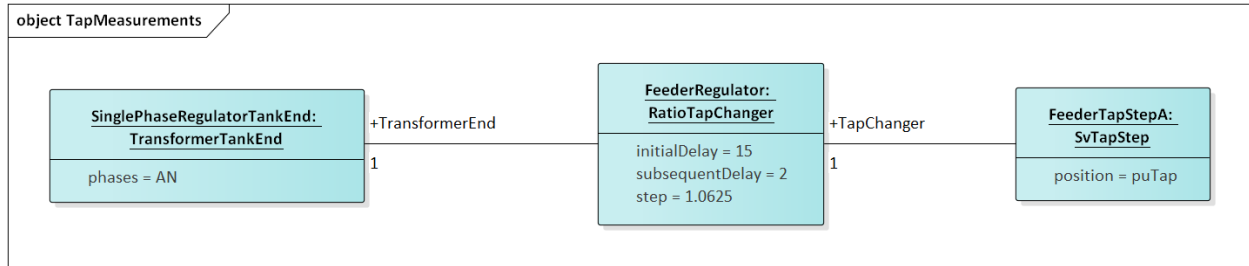 object TapMeasurements
SinglePhaseRegulatorTankEnd:
TransformerTankEnd
phases = AN
+TransformerEnd
1
FeederRegulator:
RatioTapChanger
initialDelay = 15
subsequentDelay = 2
step = 1.0625
+TapChanger
1
FeederTapStepA:
SvTapStep
position = puTap